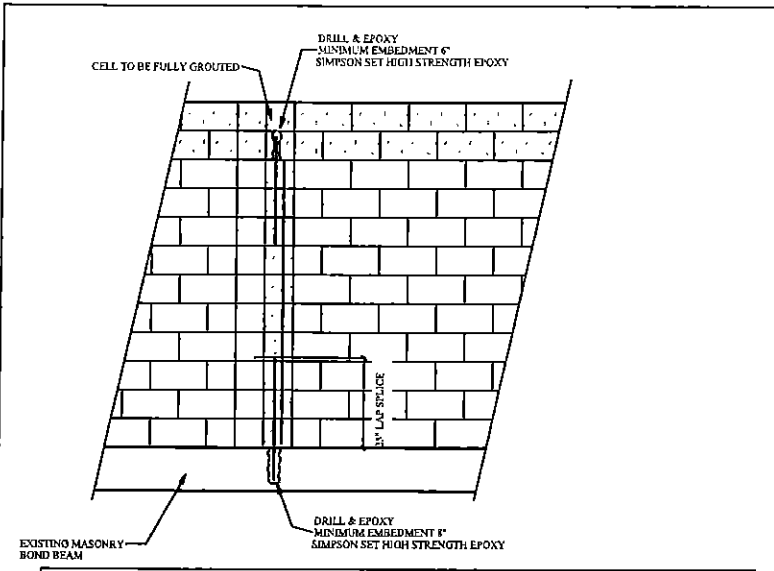 DRILL & EPOXY
MINIMUM EMBEDMENT 6"
SIMPSON SET HIGH STRENGTH EPOXY
CELL TO BE FULLY GROUTED
LAP SPLICE
DRILL & EPOXY
MINIMUM EMBEDMENT 8"
SIMPSON SET HIGH STRENGTH EPOXY
EXISTING MASONRY
BOND BEAM